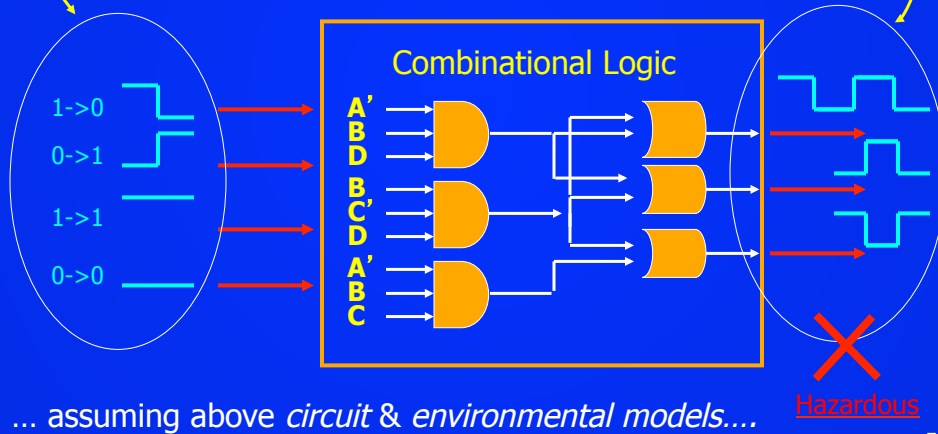 Combinational Logic
1->0
0->1
1->1
0->0
A’
B
D
B
C’
D
A’
B
C
Hazardous
… assuming above circuit & environmental models….